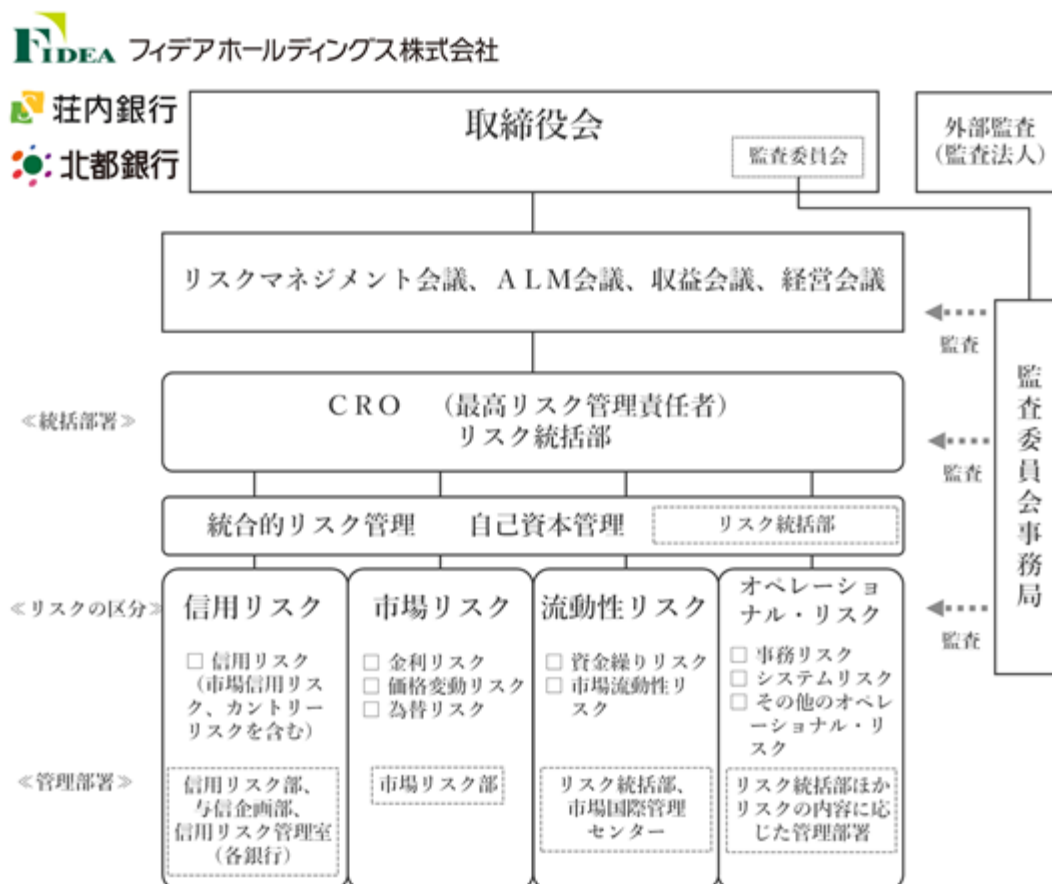 FIDEA フィデアホールディングス株式会社
荘内銀行
北都銀行
取締役会
監査委員会
外部監査
（監査法人）
リスクマネジメント会議、ＡＬＭ会議、収益会議、経営会議
監査
≪統括部署≫
ＣＲＯ （最高リスク管理責任者）
リスク統括部
監査
監査委員会事務局
統合的リスク管理 自己資本管理 リスク統括部
≪リスクの区分≫
信用リスク
□ 信用リスク
（市場信用リス
ク、カントリー
リスクを含む）
市場リスク
□ 金利リスク
□ 価格変動リスク
□ 為替リスク
流動性リスク
□ 資金繰りリスク
□ 市場流動性リ
スク
オペレーショ
ナル・リスク
□ 事務リスク
□ システムリスク
□ その他のオペレ
ーショナル・リ
スク
監査
≪管理部署≫
信用リスク部、
与信企画部、
信用リスク管理室
（各銀行）
市場リスク部
リスク統括部、
市場国際管理
センター
リスク統括部ほか
リスクの内容に応
じた管理部署